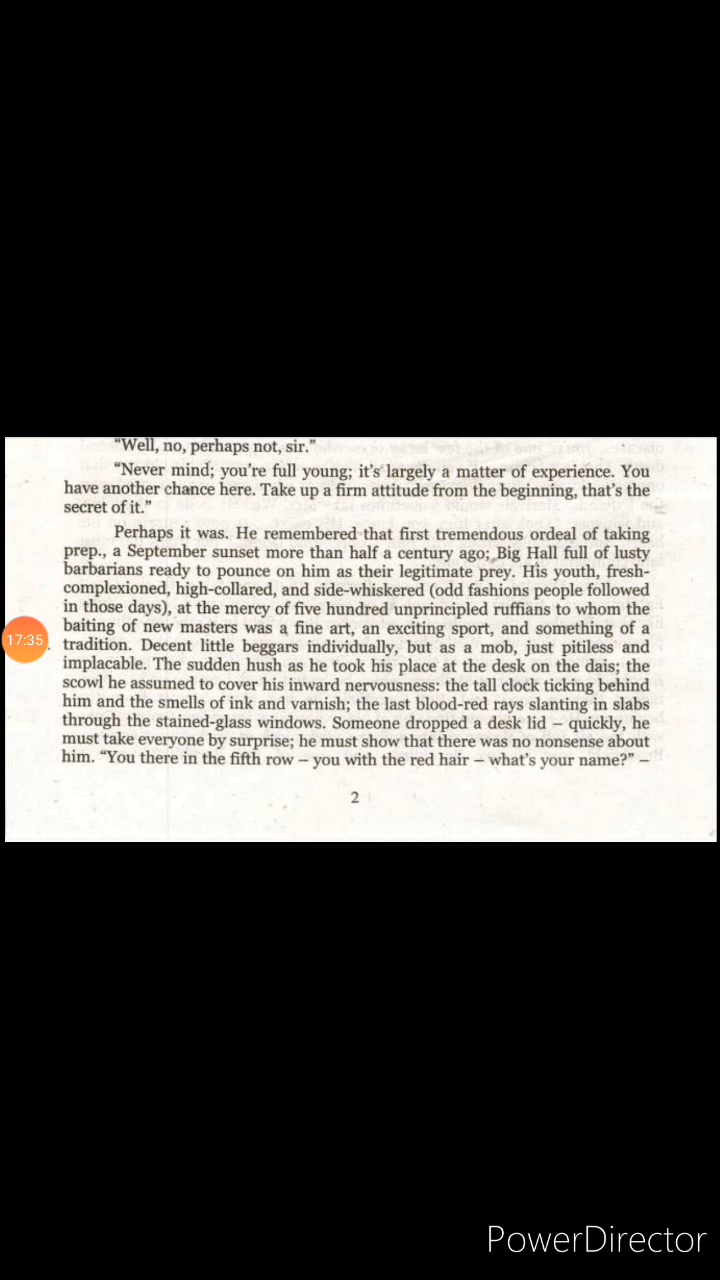 “Well, no, perhaps not, sir.”
“Never mind; you’re full young; it’s largely a matter of experience. You
have another chance here. Take up a firm attitude from the beginning, that’s the
secret of it.”
Perhaps it was. He remembered that first tremendous ordeal of taking
prep., a September sunset more than half a century ago; Big Hall full of lusty
barbarians ready to pounce on him as their legitimate prey. His youth, fresh-
complexioned, high-collared, and side-whiskered (odd fashions people followed
in those days), at the mercy of five hundred unprincipled ruffians to whom the
baiting of new masters was a fine art, an exciting sport, and something of a
17:35
tradition. Decent little beggars individually, but as a mob, just pitiless and
implacable. The sudden hush as he took his place at the desk on the dais; the
scowl he assumed to cover his inward nervousness: the tall clock ticking behind
him and the smells of ink and varnish; the last blood-red rays slanting in slabs
through the stained-glass windows. Someone dropped a desk lid – quickly, he
must take everyone by surprise; he must show that there was no nonsense about
him. “You there in the fifth row – you with the red hair – what’s your name?” –
2
PowerDirector